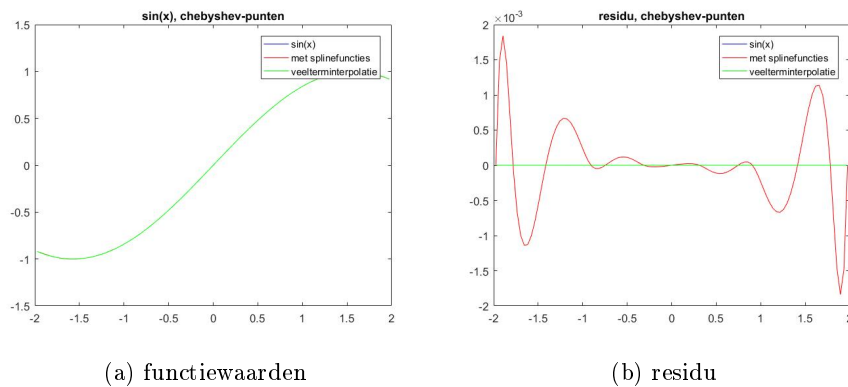 sin(x), chebyshev-punten
1.5
1
0.5
0
-0.5
-1
-1.5
-2 -1.5 -1 -0.5 0 0.5 1 1.5 2
sin(x)
met splinefuncties
veelterminterpolatie
(a) functiewaarden
residu, chebyshev-punten
×10⁻³
2
1.5
1
0.5
0
-0.5
-1
-1.5
-2
-2 -1.5 -1 -0.5 0 0.5 1 1.5 2
sin(x)
met splinefuncties
veelterminterpolatie
(b) residu